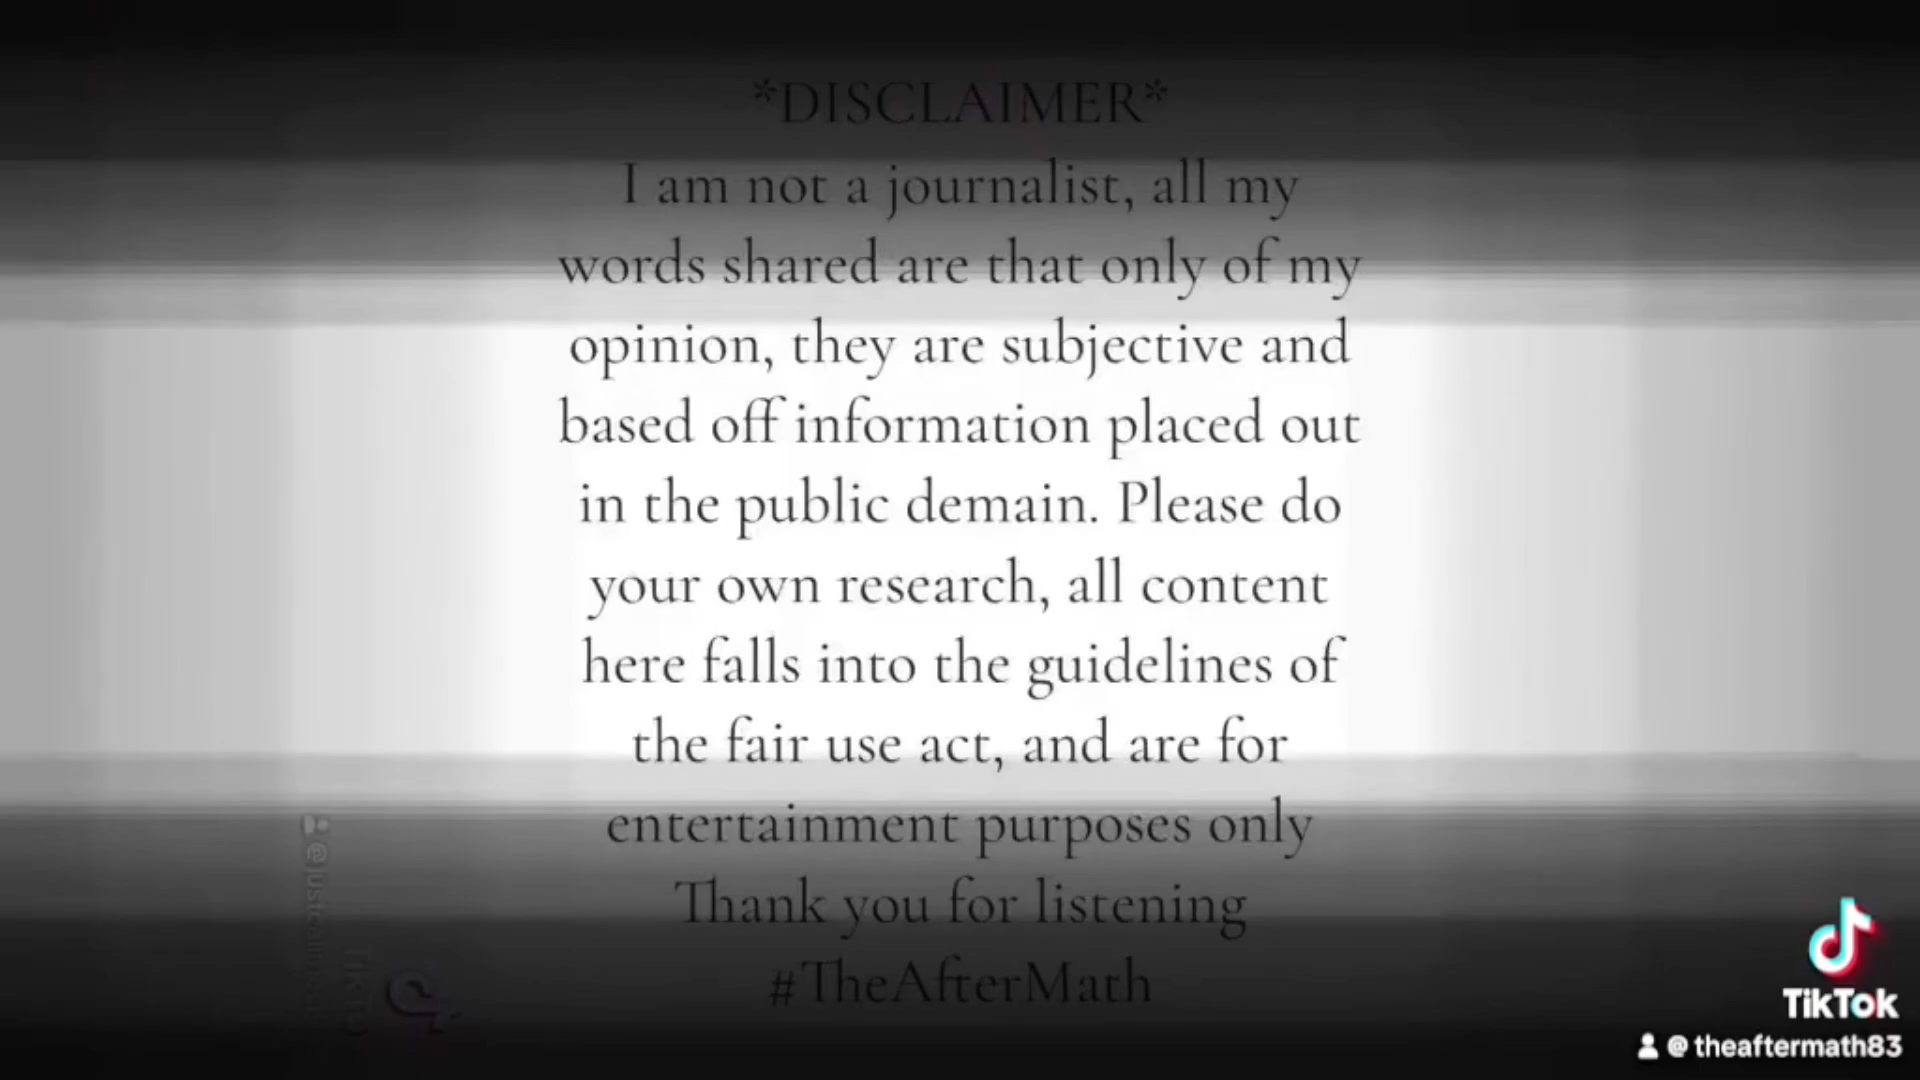 *DISCLAIMER*
I am not a journalist, all my
words shared are that only of my
opinion, they are subjective and
based off information placed out
in the public demain. Please do
your own research, all content
here falls into the guidelines of
the fair use act, and are for
entertainment purposes only
Thank you for listening
#TheAfterMath
TikTok
@theaftermath83